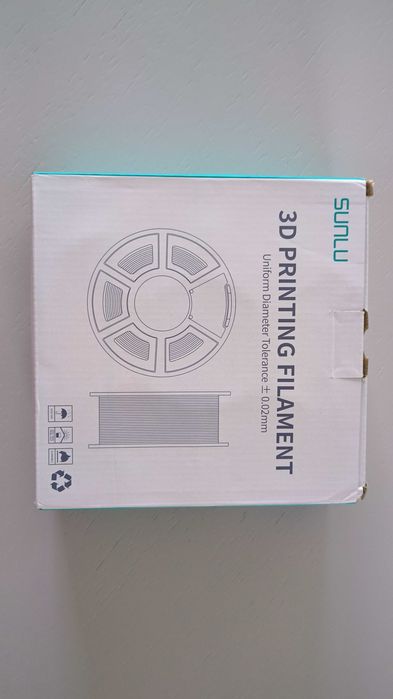 SUNLU
3D PRINTING FILAMENT
Uniform Diameter Tolerance ± 0.02mm